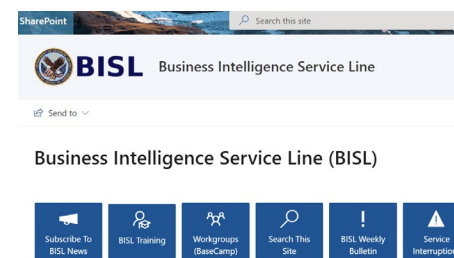 SharePoint
Search this site
BISL Business Intelligence Service Line
Send to
Business Intelligence Service Line (BISL)
Subscribe To
BISL News
BISL Training
Workgroups
(BaseCamp)
Search This
Site
BISL Weekly
Bulletin
Service
Interruption